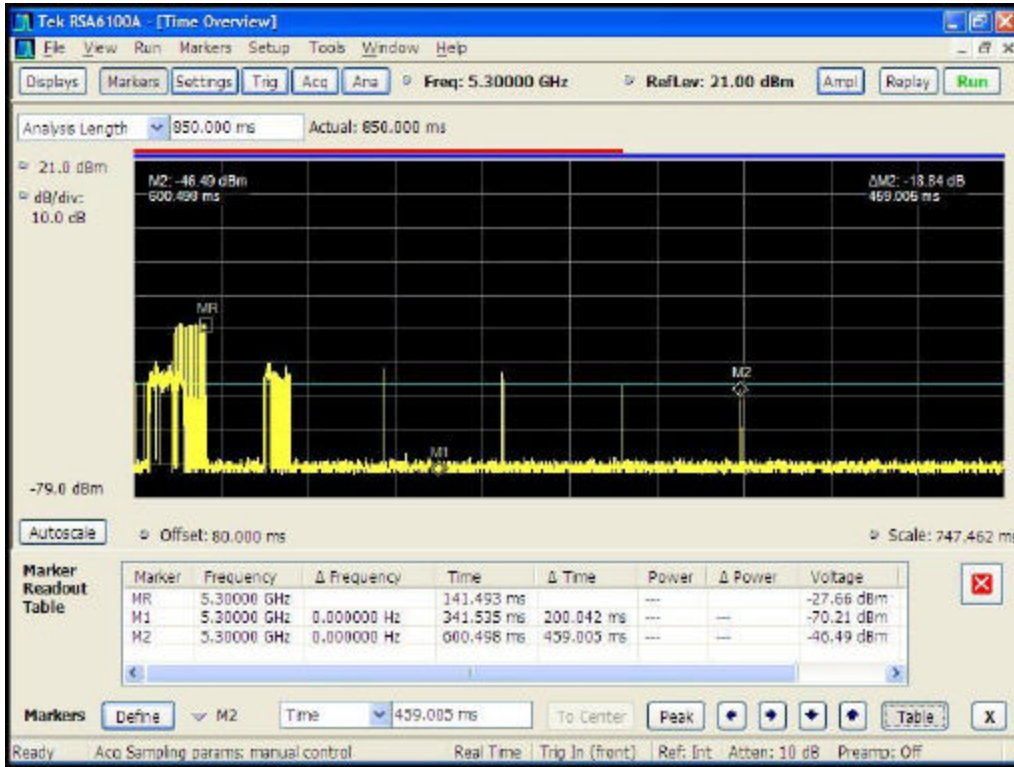 Tek RSA6100A - [Time Overview]
File View Run Markers Setup Tools Window Help
Displays Markers Settings Trig Acq Ana Freq: 5.30000 GHz RefLev: 21.00 dBm Ampl Replay Run
Analysis Length 850.000 ms Actual: 850.000 ms
21.0 dBm
dB/div:
10.0 dB
M2: -46.49 dBm
600.498 ms
ΔM2: -18.84 dB
459.005 ms
MR
M2
M1
-79.0 dBm
Autoscale Offset: 80.000 ms Scale: 747.462 ms
Marker Readout Table
Marker Frequency Δ Frequency Time Δ Time Power Δ Power Voltage
MR 5.30000 GHz 141.493 ms --- -27.66 dBm
M1 5.30000 GHz 0.000000 Hz 341.535 ms 200.042 ms --- --- -70.21 dBm
M2 5.30000 GHz 0.000000 Hz 600.498 ms 459.005 ms --- --- -46.49 dBm
Markers Define M2 Time 459.005 ms To Center Peak Table X
Ready Acq Sampling params: manual control Real Time Trig In (front) Ref: Int Atten: 10 dB Preamp: Off